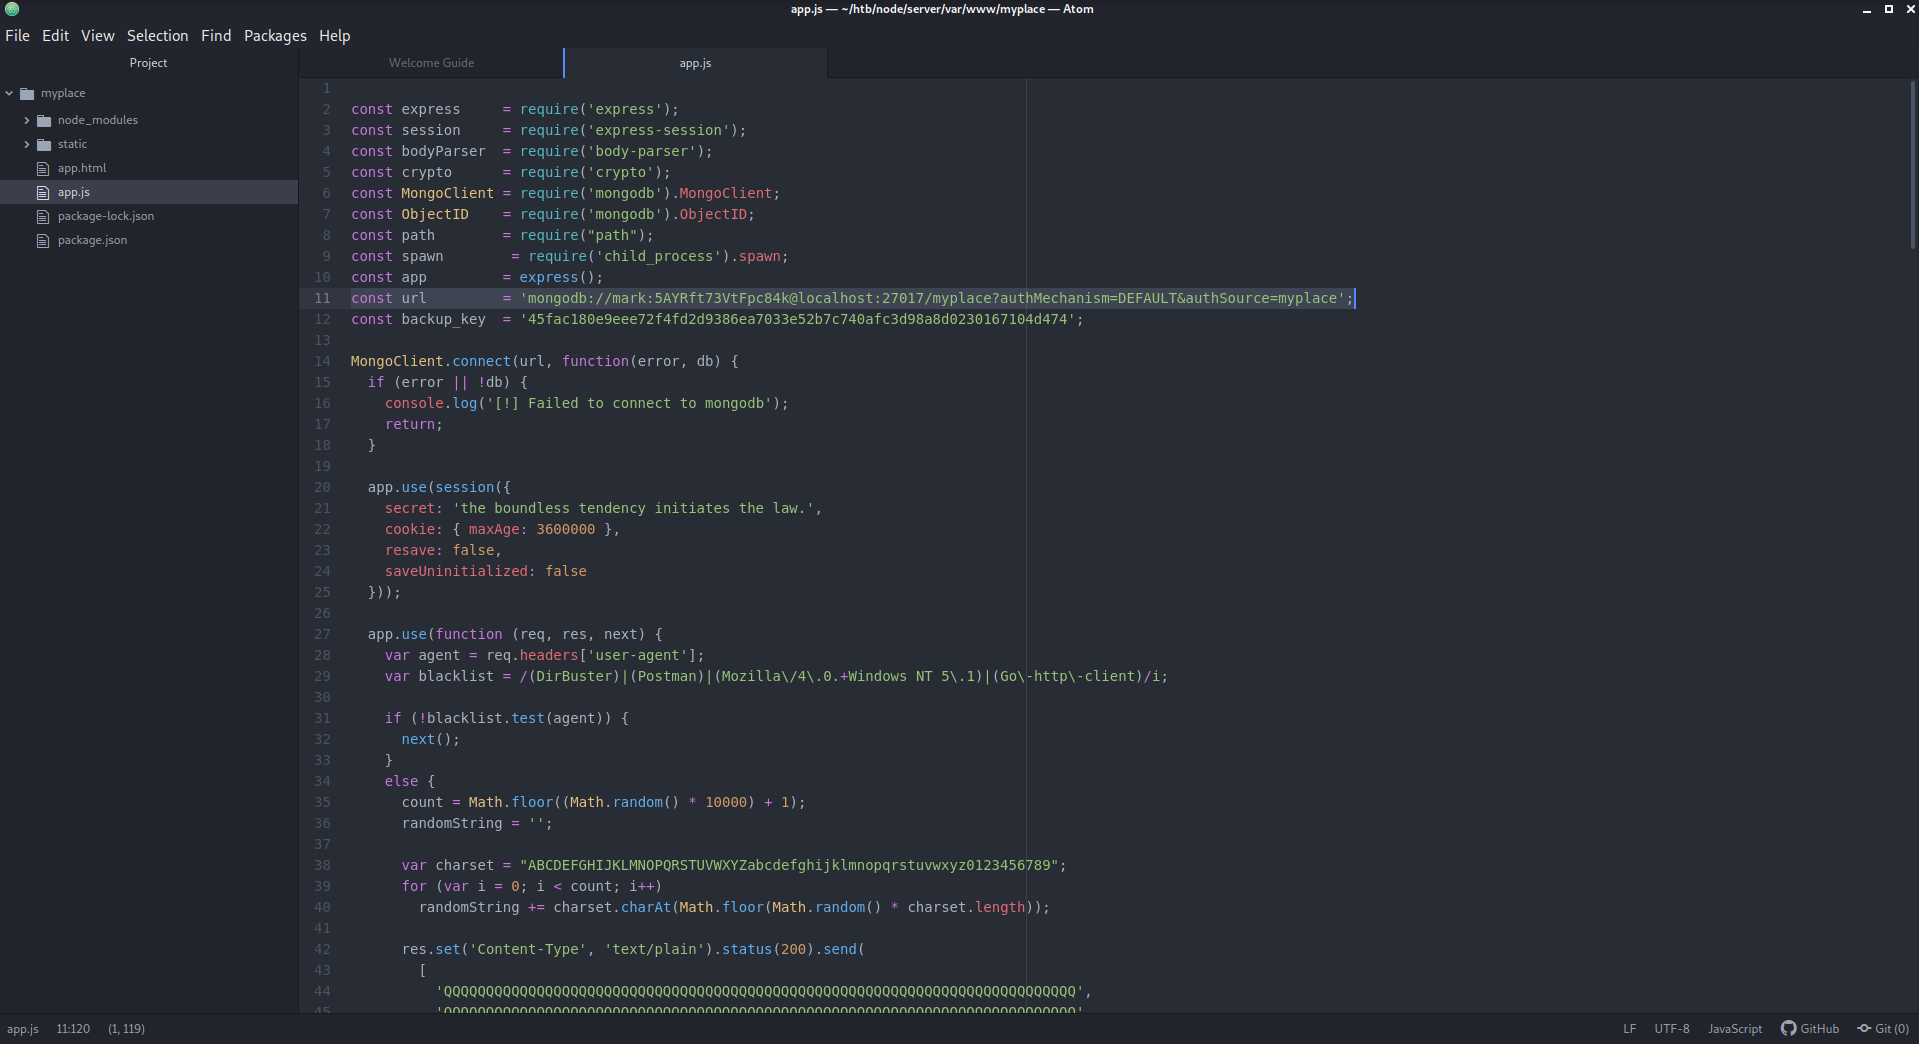 app.js — ~/htb/node/server/var/www/myplace — Atom
File Edit View Selection Find Packages Help
Project
myplace
node_modules
static
app.html
app.js
package-lock.json
package.json
Welcome Guide
app.js
1
2 const express     = require('express');
3 const session     = require('express-session');
4 const bodyParser  = require('body-parser');
5 const crypto      = require('crypto');
6 const MongoClient = require('mongodb').MongoClient;
7 const ObjectID    = require('mongodb').ObjectID;
8 const path        = require("path");
9 const spawn        = require('child_process').spawn;
10 const app         = express();
11 const url         = 'mongodb://mark:5AYRft73VtFpc84k@localhost:27017/myplace?authMechanism=DEFAULT&authSource=myplace';
12 const backup_key  = '45fac180e9eee72f4fd2d9386ea7033e52b7c740afc3d98a8d0230167104d474';
13
14 MongoClient.connect(url, function(error, db) {
15   if (error || !db) {
16     console.log('[!] Failed to connect to mongodb');
17     return;
18   }
19
20   app.use(session({
21     secret: 'the boundless tendency initiates the law.',
22     cookie: { maxAge: 3600000 },
23     resave: false,
24     saveUninitialized: false
25   }));
26
27   app.use(function (req, res, next) {
28     var agent = req.headers['user-agent'];
29     var blacklist = /(DirBuster)|(Postman)|(Mozilla\/4\.0.+Windows NT 5\.1)|(Go\-http\-client)/i;
30
31     if (!blacklist.test(agent)) {
32       next();
33     }
34     else {
35       count = Math.floor((Math.random() * 10000) + 1);
36       randomString = '';
37
38       var charset = "ABCDEFGHIJKLMNOPQRSTUVWXYZabcdefghijklmnopqrstuvwxyz0123456789";
39       for (var i = 0; i < count; i++)
40         randomString += charset.charAt(Math.floor(Math.random() * charset.length));
41
42       res.set('Content-Type', 'text/plain').status(200).send(
43         [
44           'QQQQQQQQQQQQQQQQQQQQQQQQQQQQQQQQQQQQQQQQQQQQQQQQQQQQQQQQQQQQQQQQQQQQQQQQQQQ',
45           'QQQQQQQQQQQQQQQQQQQQQQQQQQQQQQQQQQQQQQQQQQQQQQQQQQQQQQQQQQQQQQQQQQQQQQQQQQQ'
app.js 11:120 (1, 119)
LF UTF-8 JavaScript GitHub Git (0)